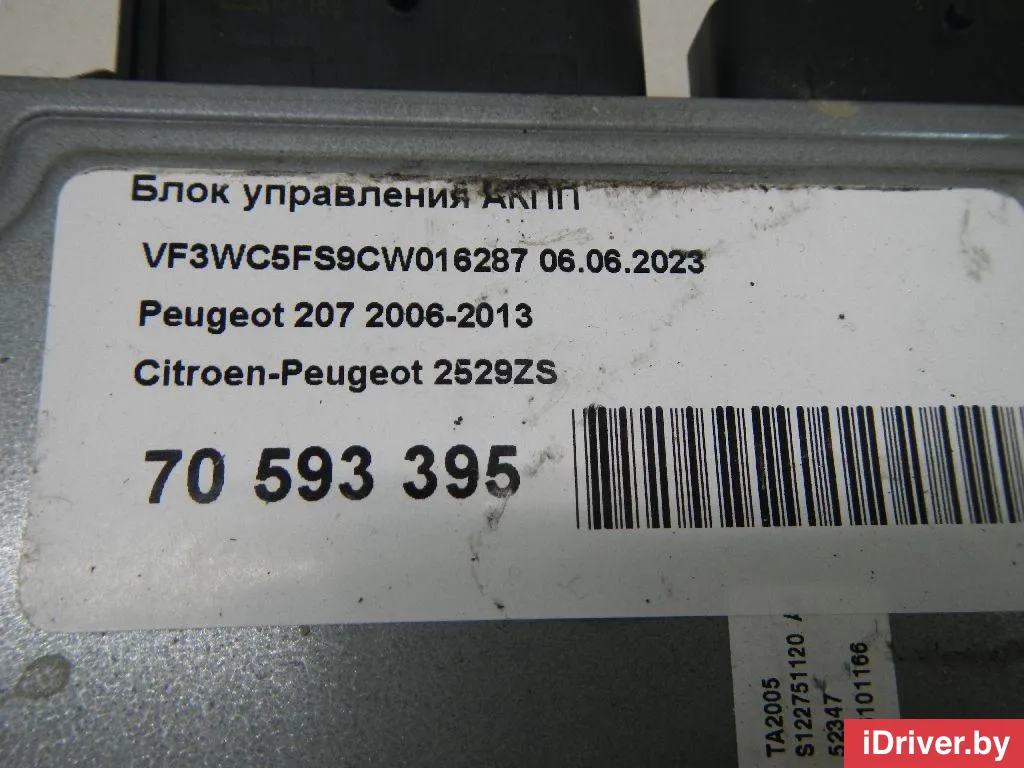 Блок управления АКПП
VF3WC5FS9CW016287 06.06.2023
Peugeot 207 2006-2013
Citroen-Peugeot 2529ZS
70 593 395
TA2005
S122751120 A
52347
101166
iDriver.by